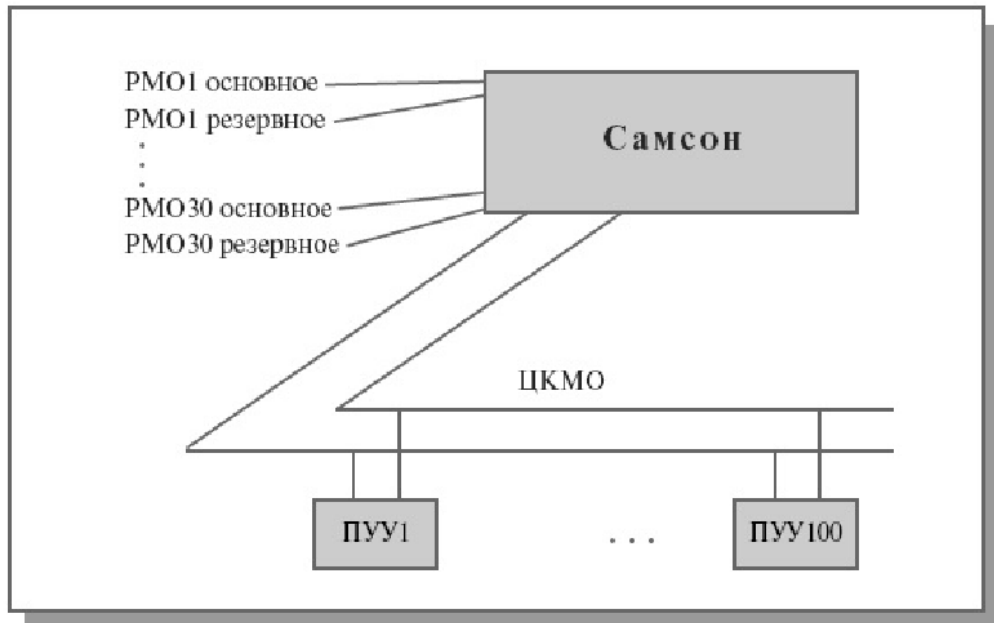 РМО1 основное
РМО1 резервное
.
.
.
РМО30 основное
РМО30 резервное
Самсон
ЦКМО
ПУУ1
. . .
ПУУ100